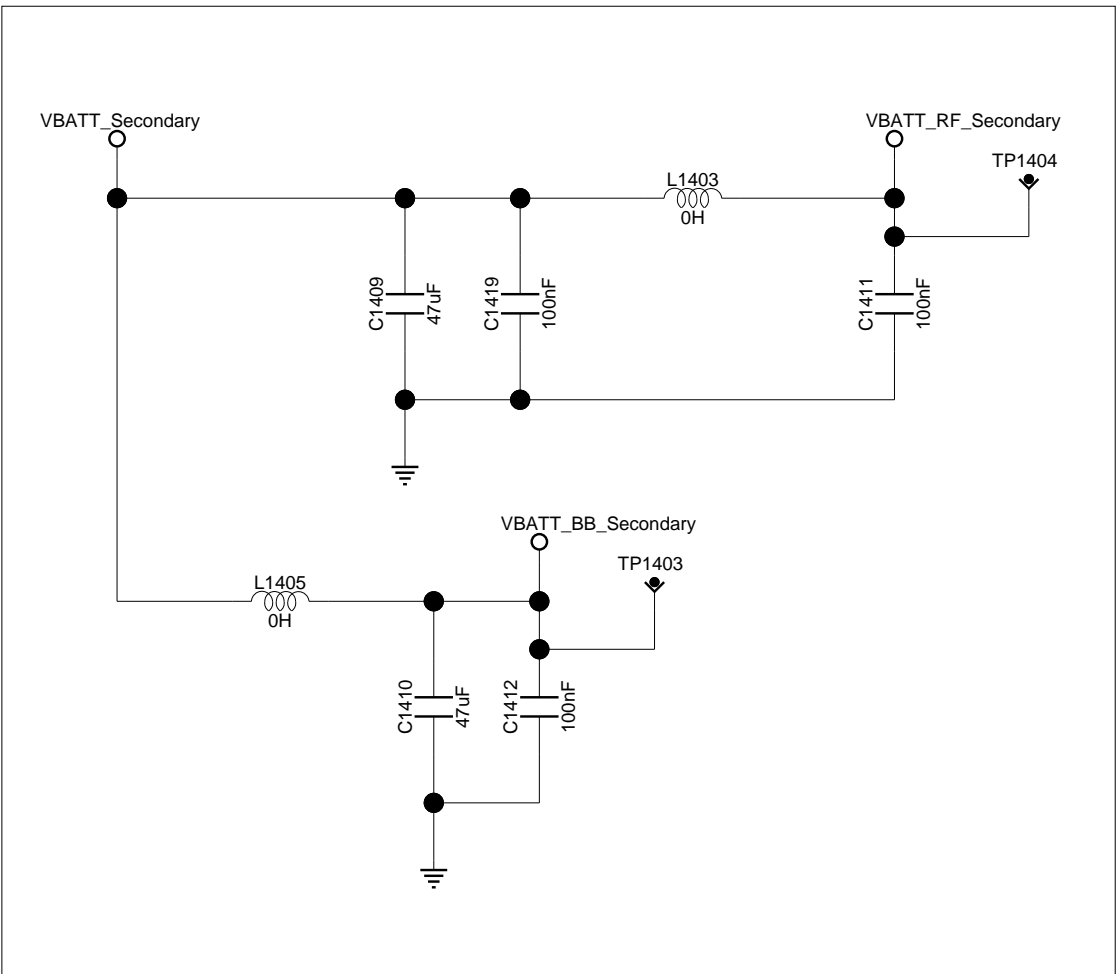 VBATT_Secondary
VBATT_RF_Secondary
TP1404
L1403
0H
C1409
47uF
C1419
100nF
C1411
100nF
VBATT_BB_Secondary
TP1403
L1405
0H
C1410
47uF
C1412
100nF